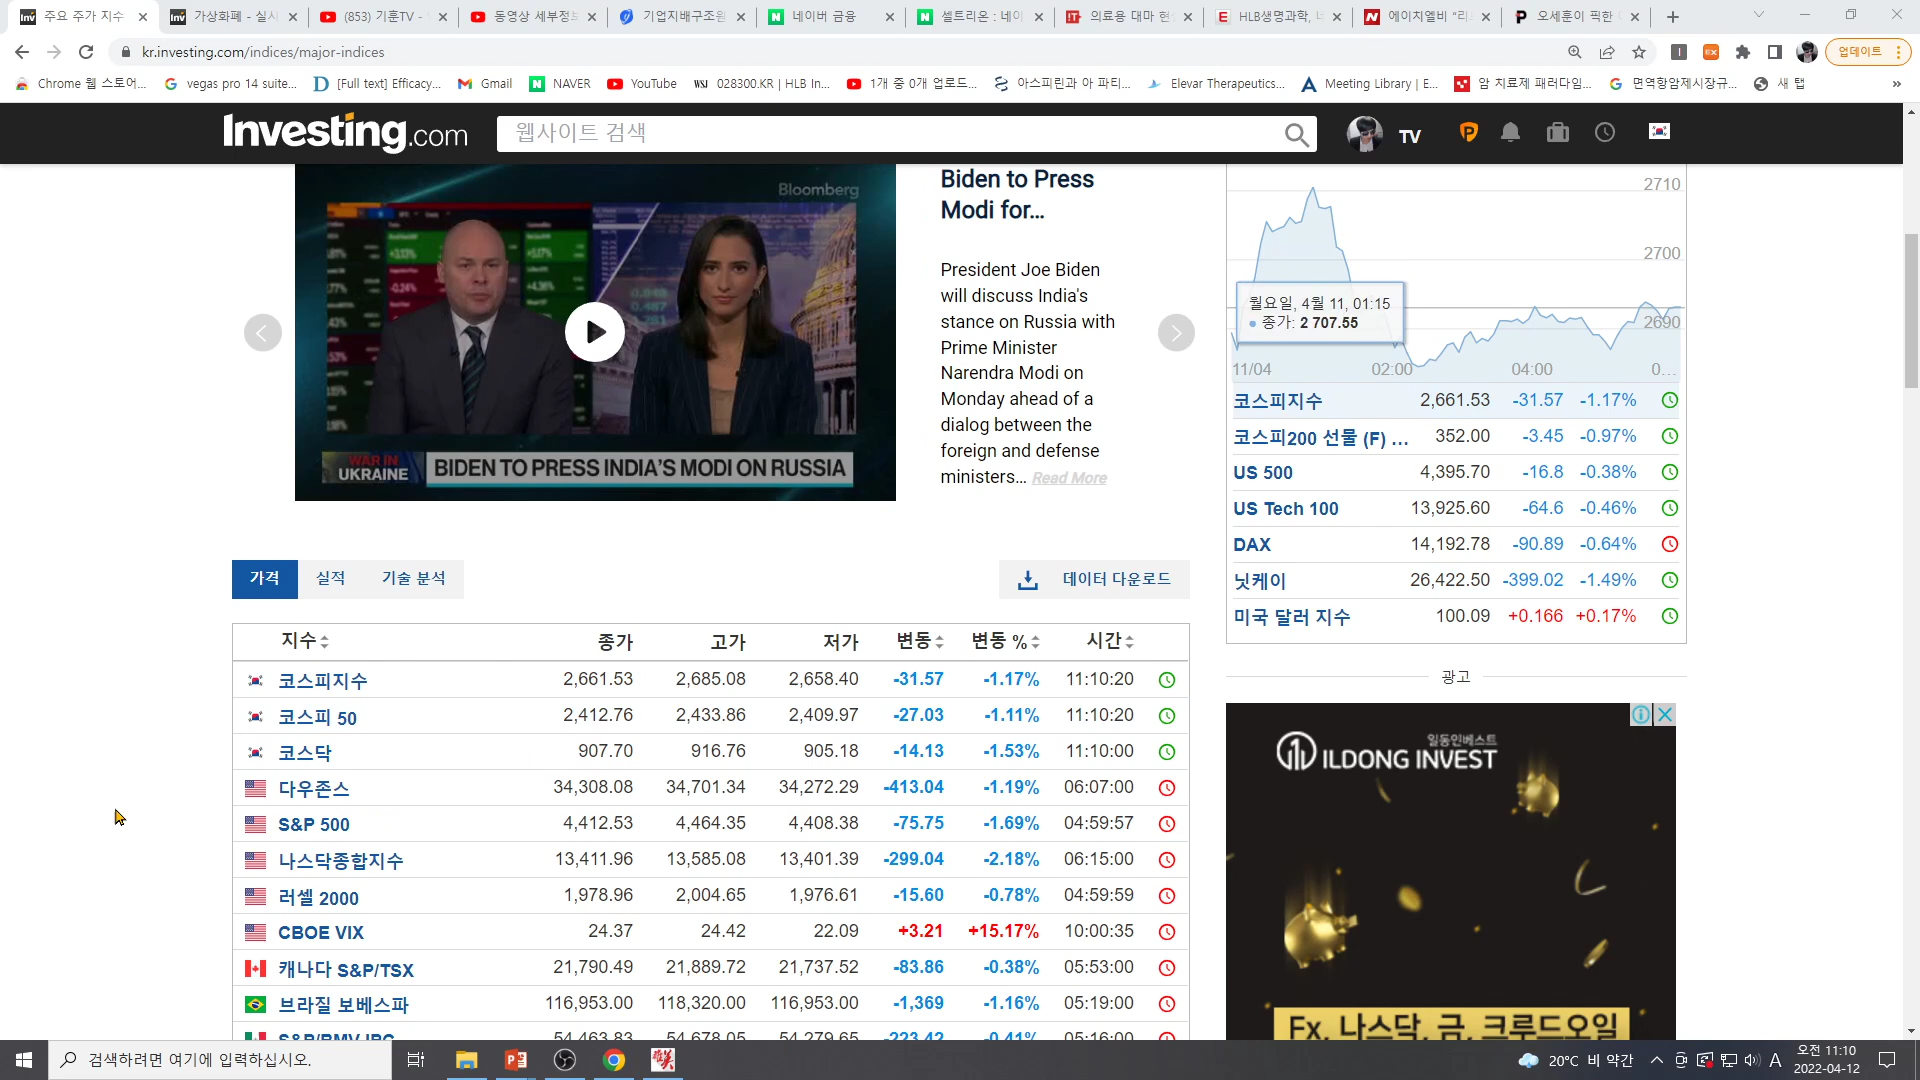 주요 주가 지수
가상화폐 - 실시
(853) 기훈TV -
동영상 세부정보
기업지배구조원
네이버 금융
셀트리온 : 네이
의료용 대마 현
HLB생명과학, 네
에이치엘비 "리
오세훈이 픽한
kr.investing.com/indices/major-indices
업데이트
Chrome 웹 스토어...
vegas pro 14 suite...
[Full text] Efficacy...
Gmail
NAVER
YouTube
028300.KR | HLB In...
1개 중 0개 업로드...
아스피린과 아 파티...
Elevar Therapeutics...
Meeting Library | E...
암 치료제 패러다임...
면역항암제시장규...
새 탭
Investing.com
웹사이트 검색
TV
Bloomberg
WAR IN
UKRAINE
BIDEN TO PRESS INDIA'S MODI ON RUSSIA
Biden to Press
Modi for...
President Joe Biden
will discuss India's
stance on Russia with
Prime Minister
Narendra Modi on
Monday ahead of a
dialog between the
foreign and defense
ministers... Read More
2710
2700
2690
월요일, 4월 11, 01:15
종가: 2 707.55
11/04 02:00 04:00 0...
코스피지수 2,661.53 -31.57 -1.17%
코스피200 선물 (F) ... 352.00 -3.45 -0.97%
US 500 4,395.70 -16.8 -0.38%
US Tech 100 13,925.60 -64.6 -0.46%
DAX 14,192.78 -90.89 -0.64%
닛케이 26,422.50 -399.02 -1.49%
미국 달러 지수 100.09 +0.166 +0.17%
가격 실적 기술 분석
데이터 다운로드
지수 종가 고가 저가 변동 변동 % 시간
코스피지수 2,661.53 2,685.08 2,658.40 -31.57 -1.17% 11:10:20
코스피 50 2,412.76 2,433.86 2,409.97 -27.03 -1.11% 11:10:20
코스닥 907.70 916.76 905.18 -14.13 -1.53% 11:10:00
다우존스 34,308.08 34,701.34 34,272.29 -413.04 -1.19% 06:07:00
S&P 500 4,412.53 4,464.35 4,408.38 -75.75 -1.69% 04:59:57
나스닥종합지수 13,411.96 13,585.08 13,401.39 -299.04 -2.18% 06:15:00
러셀 2000 1,978.96 2,004.65 1,976.61 -15.60 -0.78% 04:59:59
CBOE VIX 24.37 24.42 22.09 +3.21 +15.17% 10:00:35
캐나다 S&P/TSX 21,790.49 21,889.72 21,737.52 -83.86 -0.38% 05:53:00
브라질 보베스파 116,953.00 118,320.00 116,953.00 -1,369 -1.16% 05:19:00
S&P/BMV IPC 54,463.83 54,678.05 54,279.65 -223.42 -0.41% 05:16:00
광고
일동인베스트
ILDONG INVEST
Fx, 나스닥, 금, 크루드오일
검색하려면 여기에 입력하십시오.
20°C 비 약간
A
오전 11:10
2022-04-12